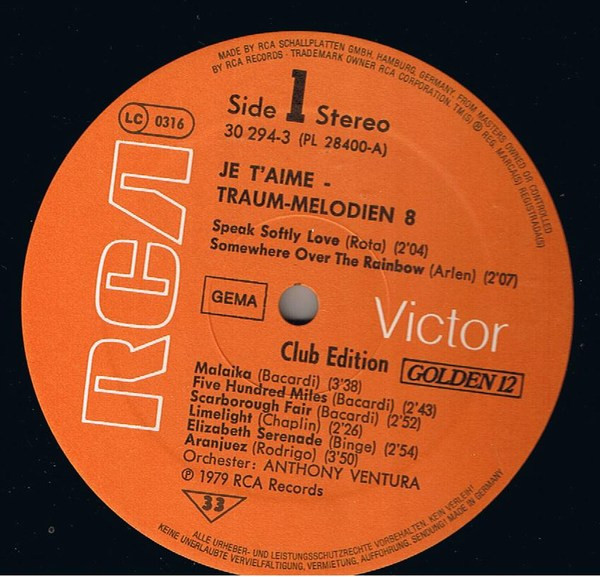 MADE BY RCA SCHALLPLATTEN GMBH, HAMBURG, GERMANY, FROM MASTERS OWNED OR CONTROLLED
BY RCA RECORDS · TRADEMARK OWNER RCA CORPORATION, TM(S) ® REG. MARCA(S) REGISTRADA(S)
Side 1 Stereo
LC 0316
30 294-3 (PL 28400-A)
JE T'AIME -
TRAUM-MELODIEN 8
Speak Softly Love (Rota) (2'04)
Somewhere Over The Rainbow (Arlen) (2'07)
RCA
GEMA
Victor
Club Edition
GOLDEN 12
Malaika (Bacardi) (3'38)
Five Hundred Miles (Bacardi) (2'43)
Scarborough Fair (Bacardi) (2'52)
Limelight (Chaplin) (2'26)
Elizabeth Serenade (Binge) (2'54)
Aranjuez (Rodrigo) (3'50)
Orchester: ANTHONY VENTURA
℗ 1979 RCA Records
33
ALLE URHEBER- UND LEISTUNGSSCHUTZRECHTE VORBEHALTEN. KEIN VERLEIH!
KEINE UNERLAUBTE VERVIELFÄLTIGUNG, VERMIETUNG, AUFFÜHRUNG, SENDUNG! MADE IN GERMANY